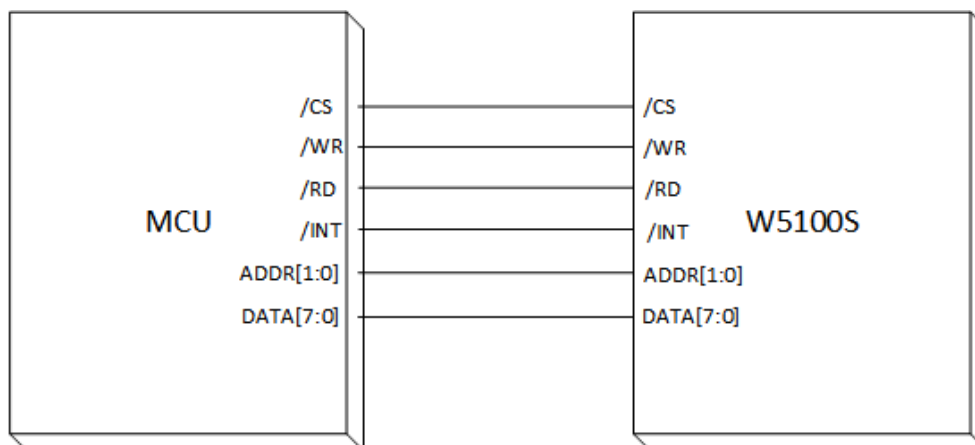 /CS
/WR
/RD
/INT
ADDR[1:0]
DATA[7:0]
MCU
/CS
/WR
/RD
/INT
ADDR[1:0]
DATA[7:0]
W5100S